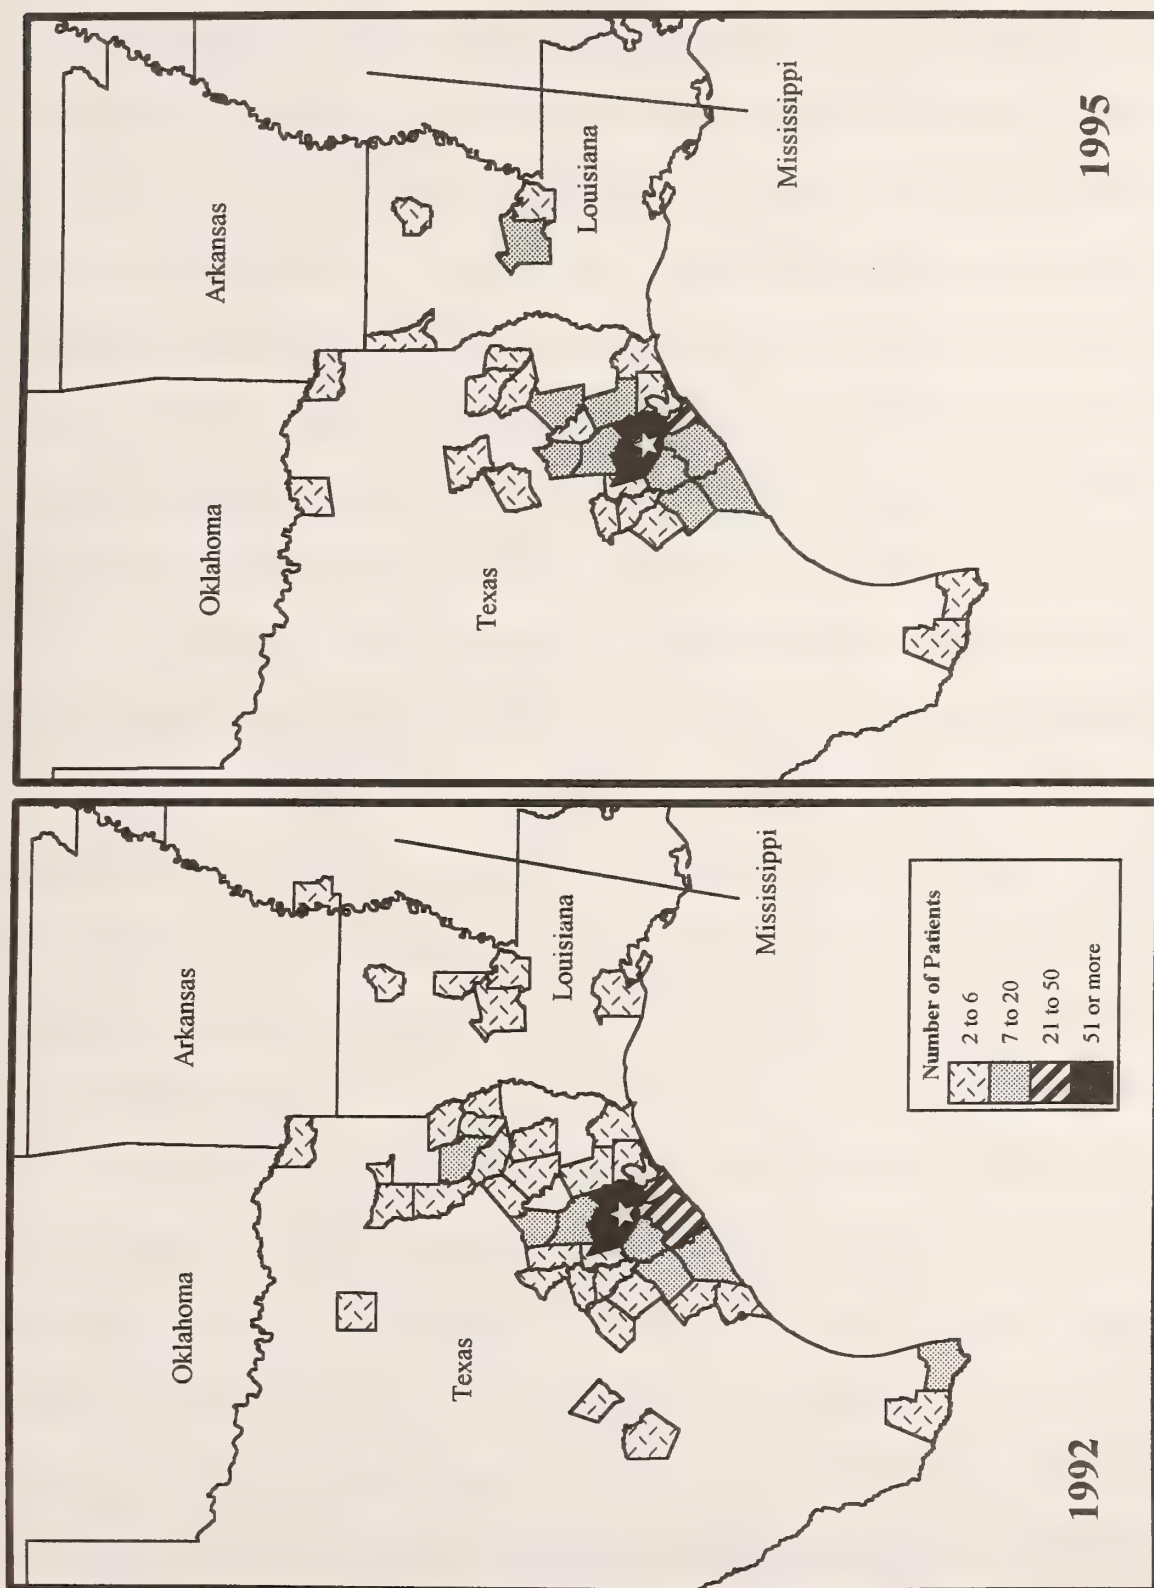 Oklahoma
Arkansas
Texas
Louisiana
Mississippi
1992
Number of Patients
2 to 6
7 to 20
21 to 50
51 or more
Oklahoma
Arkansas
Texas
Louisiana
Mississippi
1995